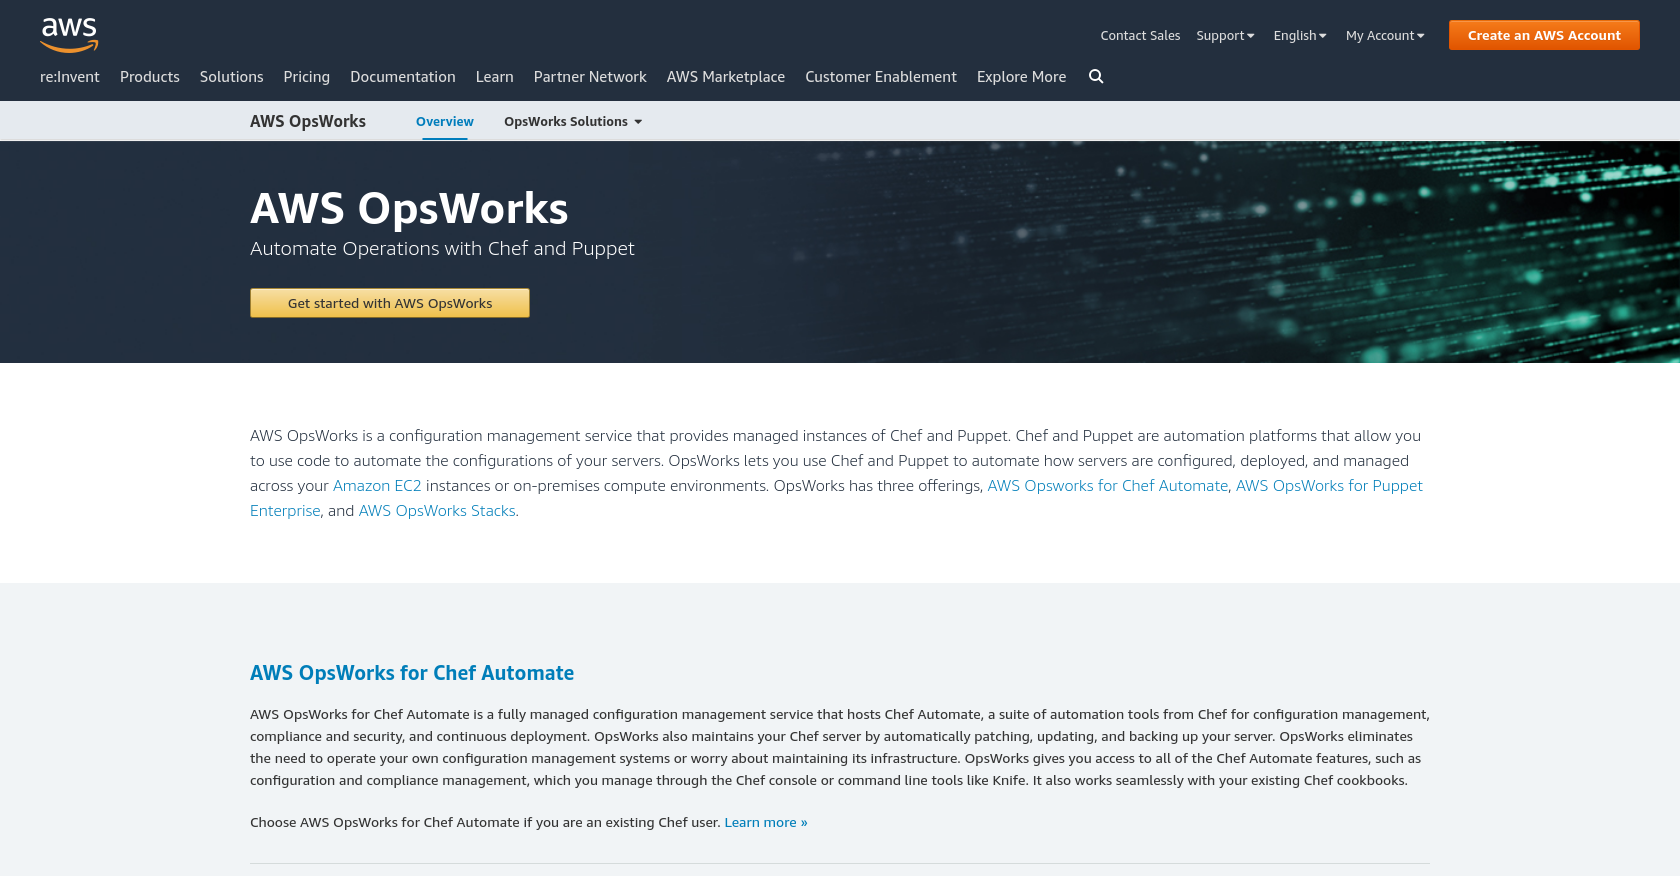 aws
Contact Sales Support English My Account Create an AWS Account
re:Invent Products Solutions Pricing Documentation Learn Partner Network AWS Marketplace Customer Enablement Explore More
AWS OpsWorks Overview OpsWorks Solutions
AWS OpsWorks
Automate Operations with Chef and Puppet
Get started with AWS OpsWorks
AWS OpsWorks is a configuration management service that provides managed instances of Chef and Puppet. Chef and Puppet are automation platforms that allow you
to use code to automate the configurations of your servers. OpsWorks lets you use Chef and Puppet to automate how servers are configured, deployed, and managed
across your Amazon EC2 instances or on-premises compute environments. OpsWorks has three offerings, AWS Opsworks for Chef Automate, AWS OpsWorks for Puppet
Enterprise, and AWS OpsWorks Stacks.
AWS OpsWorks for Chef Automate
AWS OpsWorks for Chef Automate is a fully managed configuration management service that hosts Chef Automate, a suite of automation tools from Chef for configuration management,
compliance and security, and continuous deployment. OpsWorks also maintains your Chef server by automatically patching, updating, and backing up your server. OpsWorks eliminates
the need to operate your own configuration management systems or worry about maintaining its infrastructure. OpsWorks gives you access to all of the Chef Automate features, such as
configuration and compliance management, which you manage through the Chef console or command line tools like Knife. It also works seamlessly with your existing Chef cookbooks.
Choose AWS OpsWorks for Chef Automate if you are an existing Chef user. Learn more »